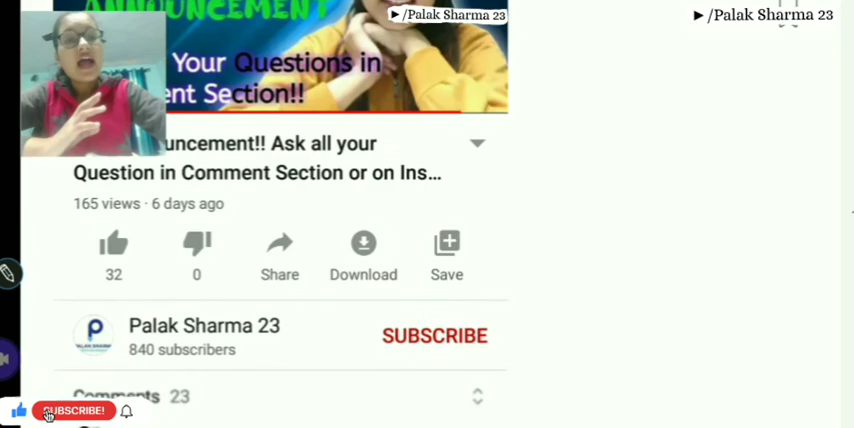 ANNOUNCEMENT
/Palak Sharma 23
/Palak Sharma 23
Your Questions in
ent Section!!
uncement!! Ask all your
Question in Comment Section or on Ins...
165 views · 6 days ago
32
0
Share
Download
Save
Palak Sharma 23
840 subscribers
SUBSCRIBE
Comments 23
SUBSCRIBE!